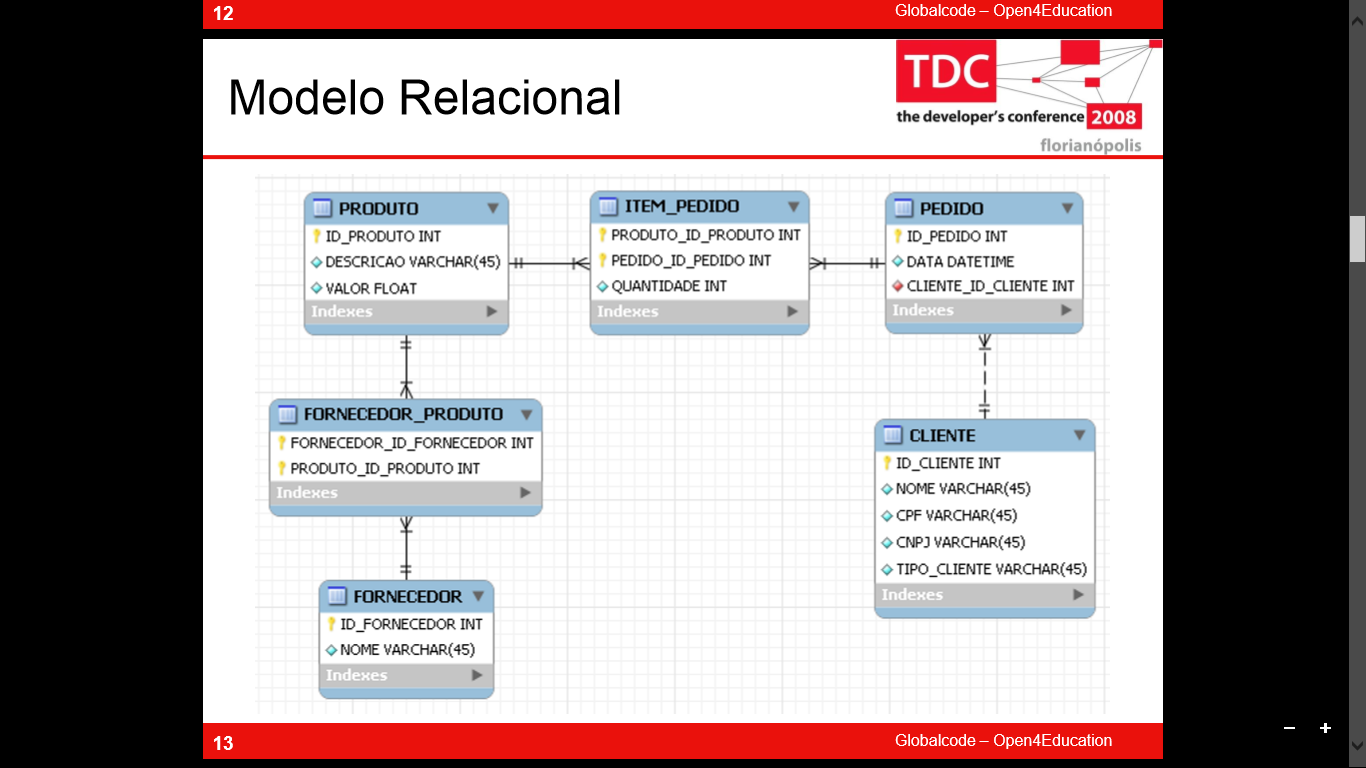 12
Globalcode – Open4Education
Modelo Relacional
TDC
the developer's conference 2008
florianópolis
PRODUTO
ID_PRODUTO INT
DESCRICAO VARCHAR(45)
VALOR FLOAT
Indexes
ITEM_PEDIDO
PRODUTO_ID_PRODUTO INT
PEDIDO_ID_PEDIDO INT
QUANTIDADE INT
Indexes
PEDIDO
ID_PEDIDO INT
DATA DATETIME
CLIENTE_ID_CLIENTE INT
Indexes
FORNECEDOR_PRODUTO
FORNECEDOR_ID_FORNECEDOR INT
PRODUTO_ID_PRODUTO INT
Indexes
CLIENTE
ID_CLIENTE INT
NOME VARCHAR(45)
CPF VARCHAR(45)
CNPJ VARCHAR(45)
TIPO_CLIENTE VARCHAR(45)
Indexes
FORNECEDOR
ID_FORNECEDOR INT
NOME VARCHAR(45)
Indexes
13
Globalcode – Open4Education